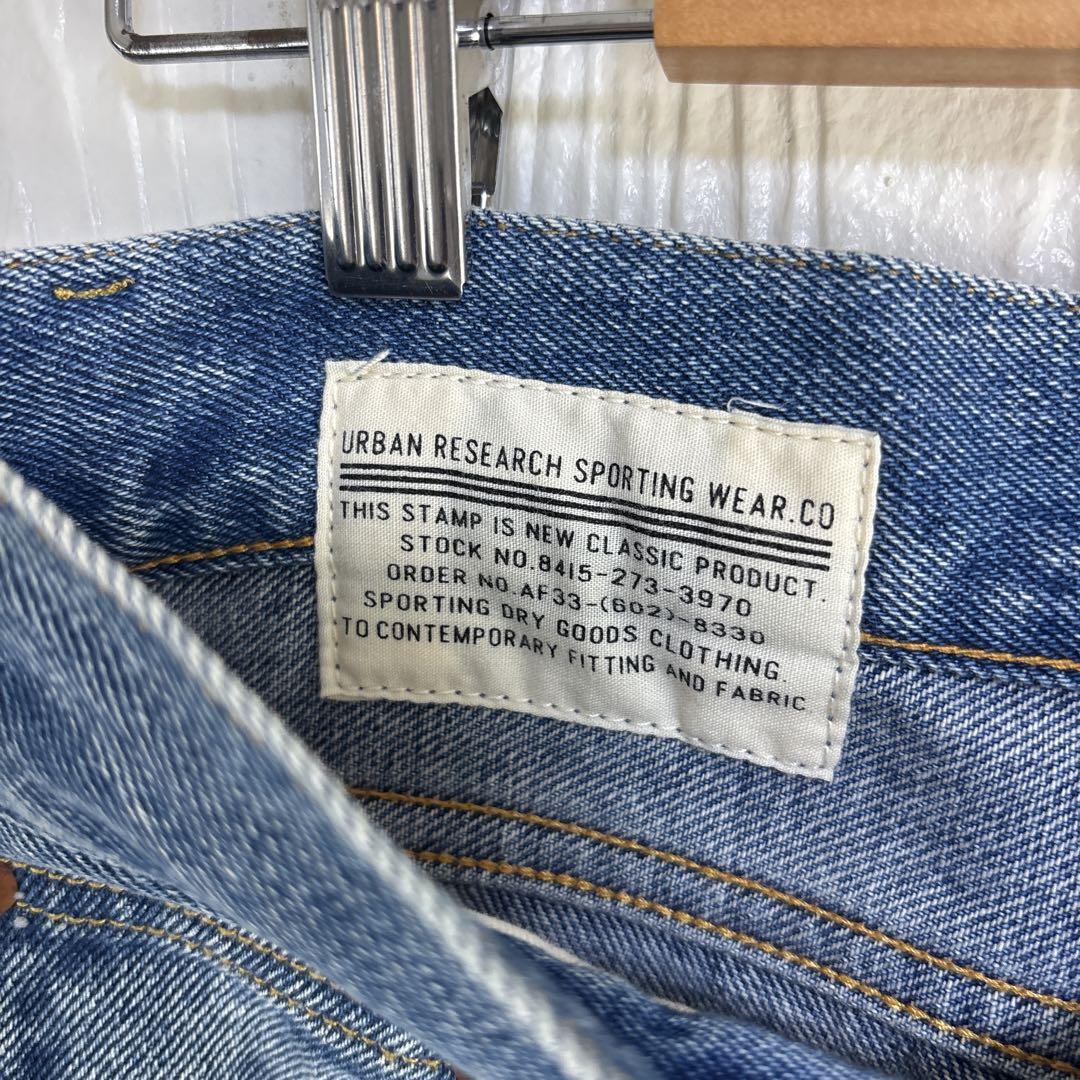 URBAN RESEARCH SPORTING WEAR.CO
THIS STAMP IS NEW CLASSIC PRODUCT.
STOCK NO.8415-273-3970
ORDER NO.AF33-(602)-8330
SPORTING DRY GOODS CLOTHING.
TO CONTEMPORARY FITTING AND FABRIC